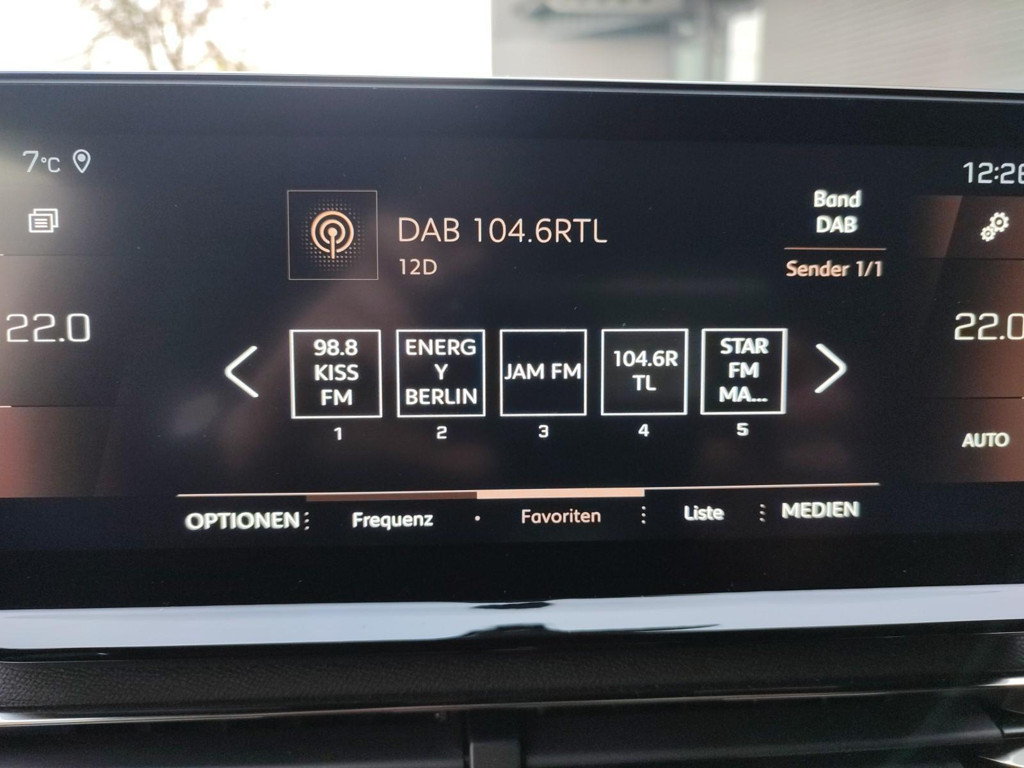 7°C
12:26
Band
DAB
DAB 104.6RTL
12D
Sender 1/1
22.0
22.0
98.8
KISS
FM
ENERG
Y
BERLIN
JAM FM
104.6R
TL
STAR
FM
MA...
1
2
3
4
5
AUTO
OPTIONEN
Frequenz
Favoriten
Liste
MEDIEN